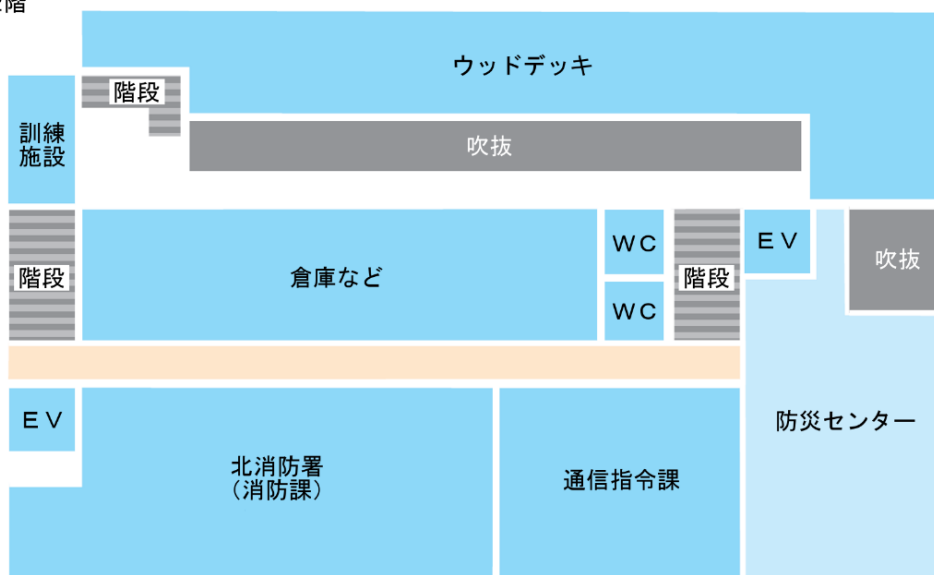 階
ウッドデッキ
階段
訓練
施設
吹抜
階段
倉庫など
WC
WC
階段
EV
吹抜
EV
北消防署
(消防課)
通信指令課
防災センター